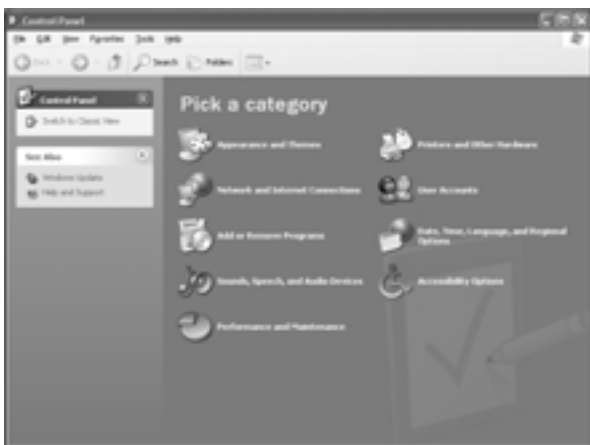 Control Panel
File Edit View Favorites Tools Help
Back Search Folders
Control Panel
Switch to Classic View
See Also
Windows Update
Help and Support
Pick a category
Appearance and Themes
Printers and Other Hardware
Network and Internet Connections
User Accounts
Add or Remove Programs
Date, Time, Language, and Regional
Options
Sounds, Speech, and Audio Devices
Accessibility Options
Performance and Maintenance